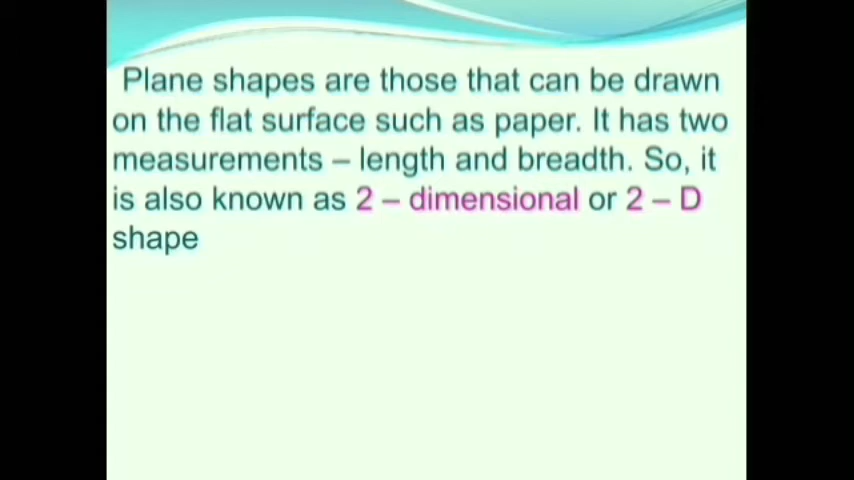 Plane shapes are those that can be drawn
on the flat surface such as paper. It has two
measurements – length and breadth. So, it
is also known as 2 – dimensional or 2 – D
shape